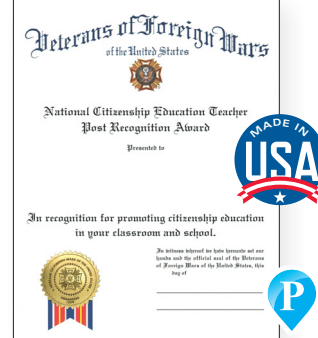 Veterans of Foreign Wars
of the United States
National Citizenship Education Teacher
Post Recognition Award
Presented to
MADE IN
USA
In recognition for promoting citizenship education
in your classroom and school.
In witness whereof we have hereunto set our
hands and the official seal of the Veterans
of Foreign Wars of the United States, this
day of
P